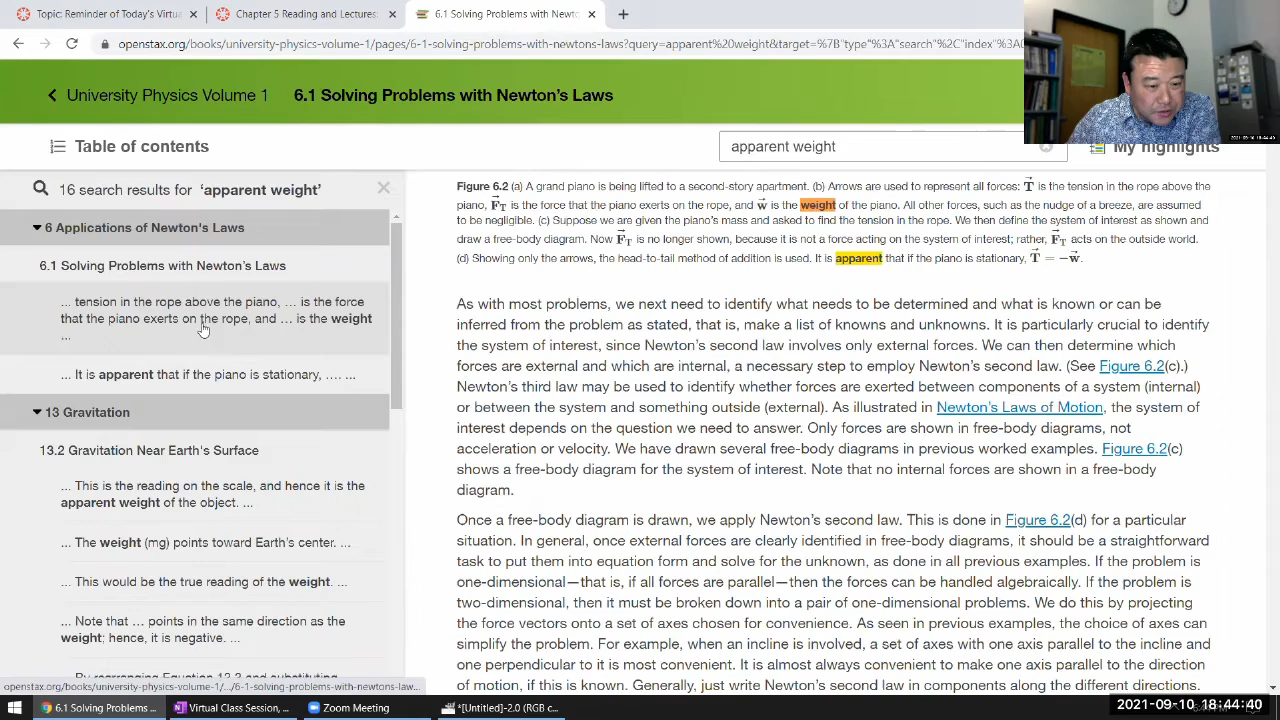 Topic: Reminder of Today's Virtu
Chapter 5 Reading and Lectures:
6.1 Solving Problems with Newto
openstax.org/books/university-physics-volume-1/pages/6-1-solving-problems-with-newtons-laws?query=apparent%20weight&target=%7B"type"%3A"search"%2C"index"%3A0
University Physics Volume 1
6.1 Solving Problems with Newton's Laws
Table of contents
apparent weight
My highlights
16 search results for 'apparent weight'
6 Applications of Newton's Laws
6.1 Solving Problems with Newton's Laws
... tension in the rope above the piano, ... is the force
that the piano exerts on the rope, and ... is the weight
...
... It is apparent that if the piano is stationary, .... ...
13 Gravitation
13.2 Gravitation Near Earth's Surface
... This is the reading on the scale, and hence it is the
apparent weight of the object. ...
... The weight (mg) points toward Earth's center. ...
... This would be the true reading of the weight. ...
... Note that ... points in the same direction as the
weight; hence, it is negative. ...
... By rearranging Equation 13.2 and substituting
Figure 6.2 (a) A grand piano is being lifted to a second-story apartment. (b) Arrows are used to represent all forces: T⃗ is the tension in the rope above the
piano, F⃗T is the force that the piano exerts on the rope, and w⃗ is the weight of the piano. All other forces, such as the nudge of a breeze, are assumed
to be negligible. (c) Suppose we are given the piano's mass and asked to find the tension in the rope. We then define the system of interest as shown and
draw a free-body diagram. Now F⃗T is no longer shown, because it is not a force acting on the system of interest; rather, F⃗T acts on the outside world.
(d) Showing only the arrows, the head-to-tail method of addition is used. It is apparent that if the piano is stationary, T⃗ = −w⃗.
As with most problems, we next need to identify what needs to be determined and what is known or can be
inferred from the problem as stated, that is, make a list of knowns and unknowns. It is particularly crucial to identify
the system of interest, since Newton's second law involves only external forces. We can then determine which
forces are external and which are internal, a necessary step to employ Newton's second law. (See Figure 6.2(c).)
Newton's third law may be used to identify whether forces are exerted between components of a system (internal)
or between the system and something outside (external). As illustrated in Newton's Laws of Motion, the system of
interest depends on the question we need to answer. Only forces are shown in free-body diagrams, not
acceleration or velocity. We have drawn several free-body diagrams in previous worked examples. Figure 6.2(c)
shows a free-body diagram for the system of interest. Note that no internal forces are shown in a free-body
diagram.
Once a free-body diagram is drawn, we apply Newton's second law. This is done in Figure 6.2(d) for a particular
situation. In general, once external forces are clearly identified in free-body diagrams, it should be a straightforward
task to put them into equation form and solve for the unknown, as done in all previous examples. If the problem is
one-dimensional—that is, if all forces are parallel—then the forces can be handled algebraically. If the problem is
two-dimensional, then it must be broken down into a pair of one-dimensional problems. We do this by projecting
the force vectors onto a set of axes chosen for convenience. As seen in previous examples, the choice of axes can
simplify the problem. For example, when an incline is involved, a set of axes with one axis parallel to the incline and
one perpendicular to it is most convenient. It is almost always convenient to make one axis parallel to the direction
of motion, if this is known. Generally, just write Newton's second law in components along the different directions.
openstax.org/books/university-physics-volume-1/.../6-1-solving-problems-with-newtons-law...
6.1 Solving Problems ...
Virtual Class Session, ...
Zoom Meeting
*[Untitled]-2.0 (RGB c...
2021-09-10 18:44:40